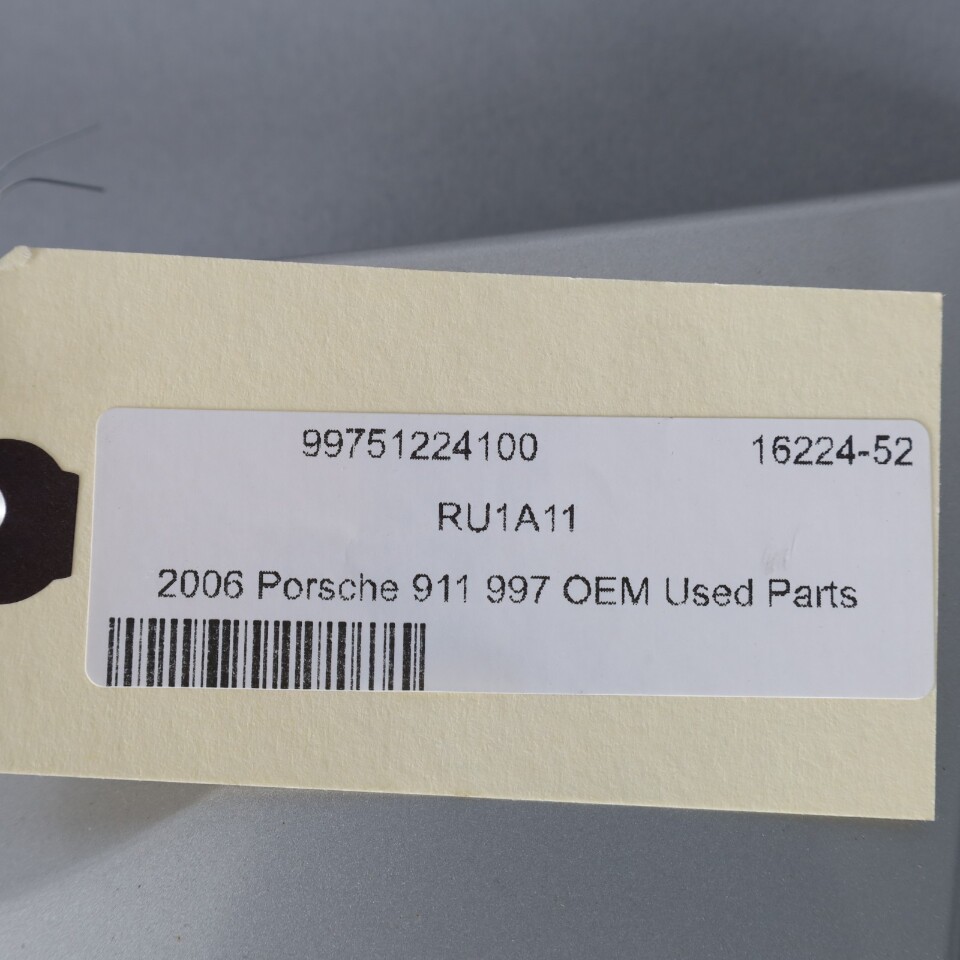 99751224100 16224-52
RU1A11
2006 Porsche 911 997 OEM Used Parts